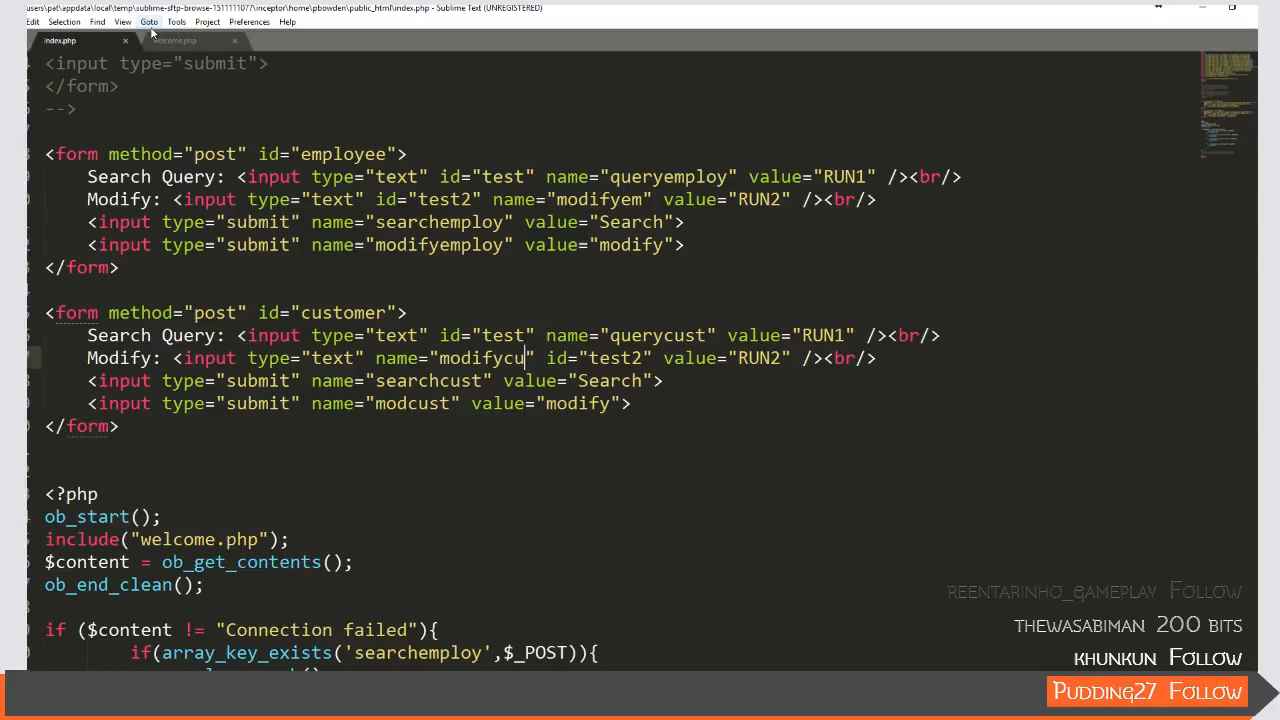 users\pat\appdata\local\temp\sublime-sftp-browse-1511111077\inceptor\home\pbowden\public_html\index.php - Sublime Text (UNREGISTERED)
Edit Selection Find View Goto Tools Project Preferences Help
index.php × welcome.php ×
<input type="submit">
</form>
-->
<form method="post" id="employee">
Search Query: <input type="text" id="test" name="queryemploy" value="RUN1" /><br/>
Modify: <input type="text" id="test2" name="modifyem" value="RUN2" /><br/>
<input type="submit" name="searchemploy" value="Search">
<input type="submit" name="modifyemploy" value="modify">
</form>
<form method="post" id="customer">
Search Query: <input type="text" id="test" name="querycust" value="RUN1" /><br/>
Modify: <input type="text" name="modifycu" id="test2" value="RUN2" /><br/>
<input type="submit" name="searchcust" value="Search">
<input type="submit" name="modcust" value="modify">
</form>
<?php
ob_start();
include("welcome.php");
$content = ob_get_contents();
ob_end_clean();
if ($content != "Connection failed"){
if(array_key_exists('searchemploy',$_POST)){
reentarinho_gameplay Follow
thewasabiman 200 bits
khunkun Follow
Pudding27 Follow